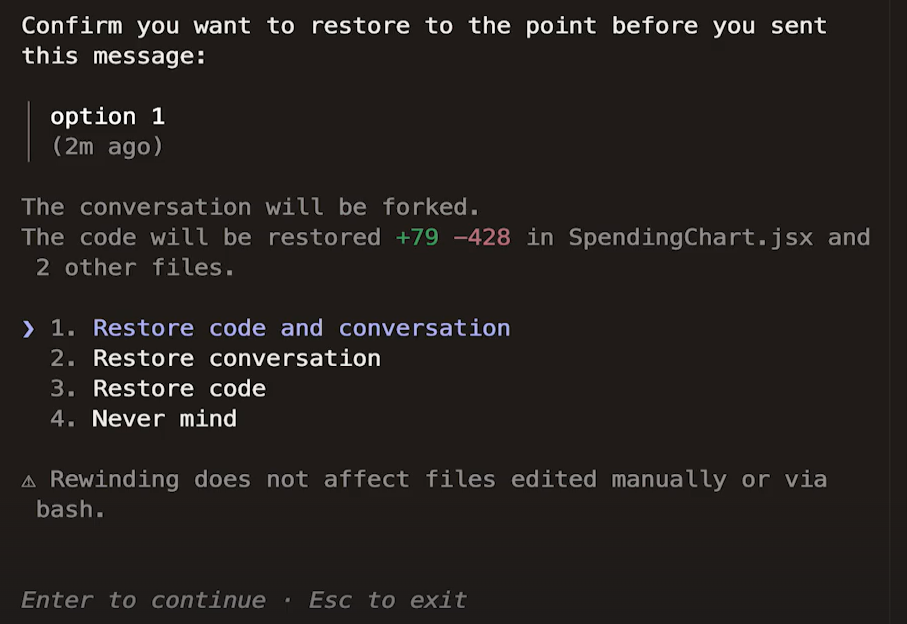 Confirm you want to restore to the point before you sent
this message:
option 1
(2m ago)
The conversation will be forked.
The code will be restored +79 −428 in SpendingChart.jsx and
2 other files.
❯ 1. Restore code and conversation
2. Restore conversation
3. Restore code
4. Never mind
⚠ Rewinding does not affect files edited manually or via
bash.
Enter to continue · Esc to exit